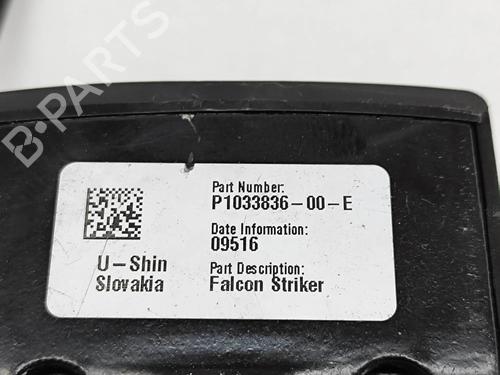 B-PARTS
Part Number:
P1033836-00-E
Date Information:
09516
U-Shin
Slovakia
Part Description:
Falcon Striker